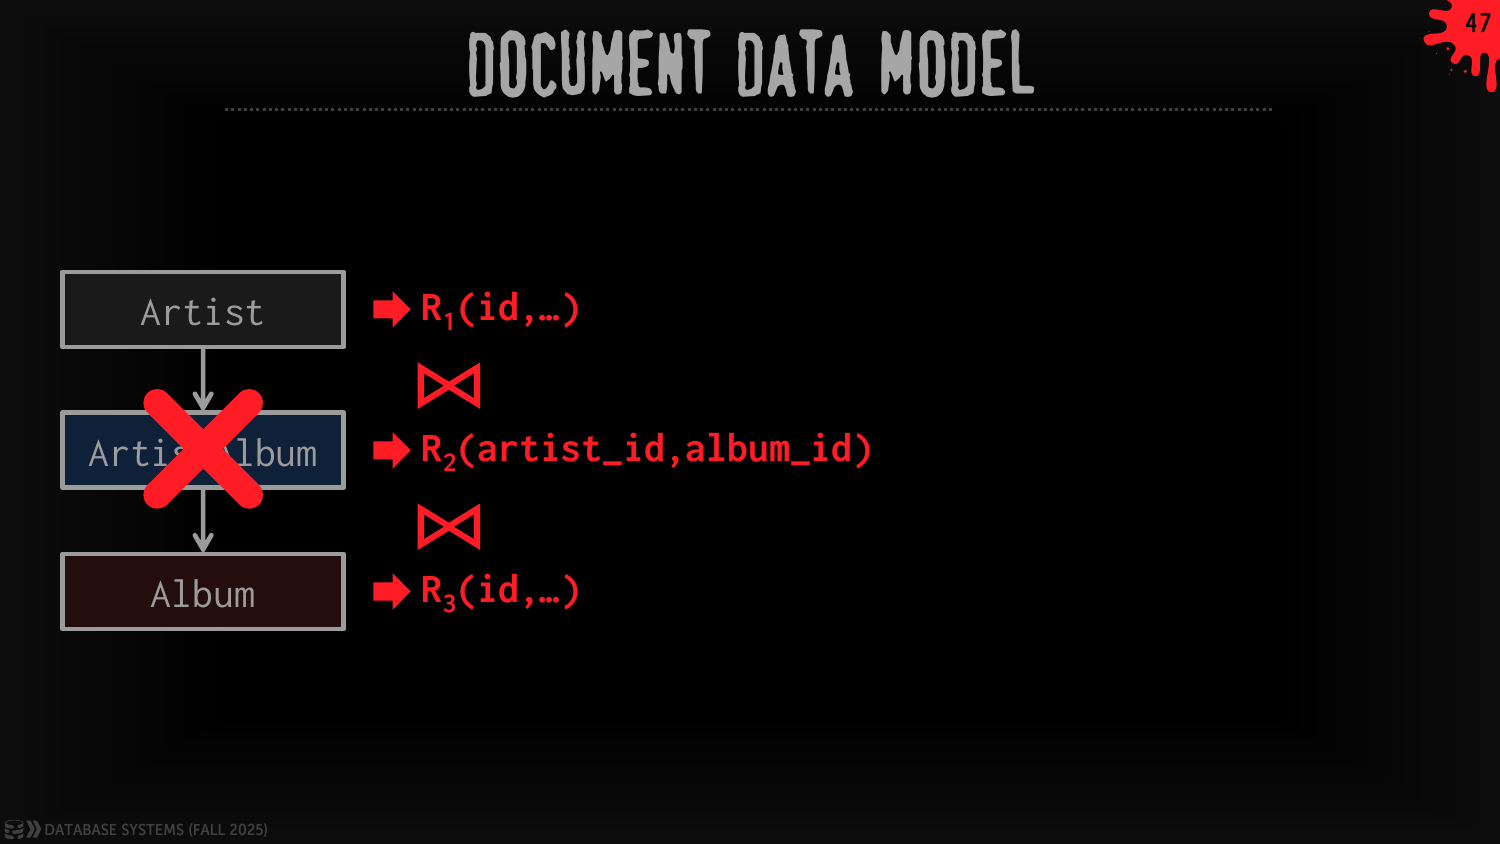 47
DOCUMENT DATA MODEL
Artist
R₁(id,…)
⋈
R₂(artist_id,album_id)
⋈
Album
R₃(id,…)
DATABASE SYSTEMS (FALL 2025)